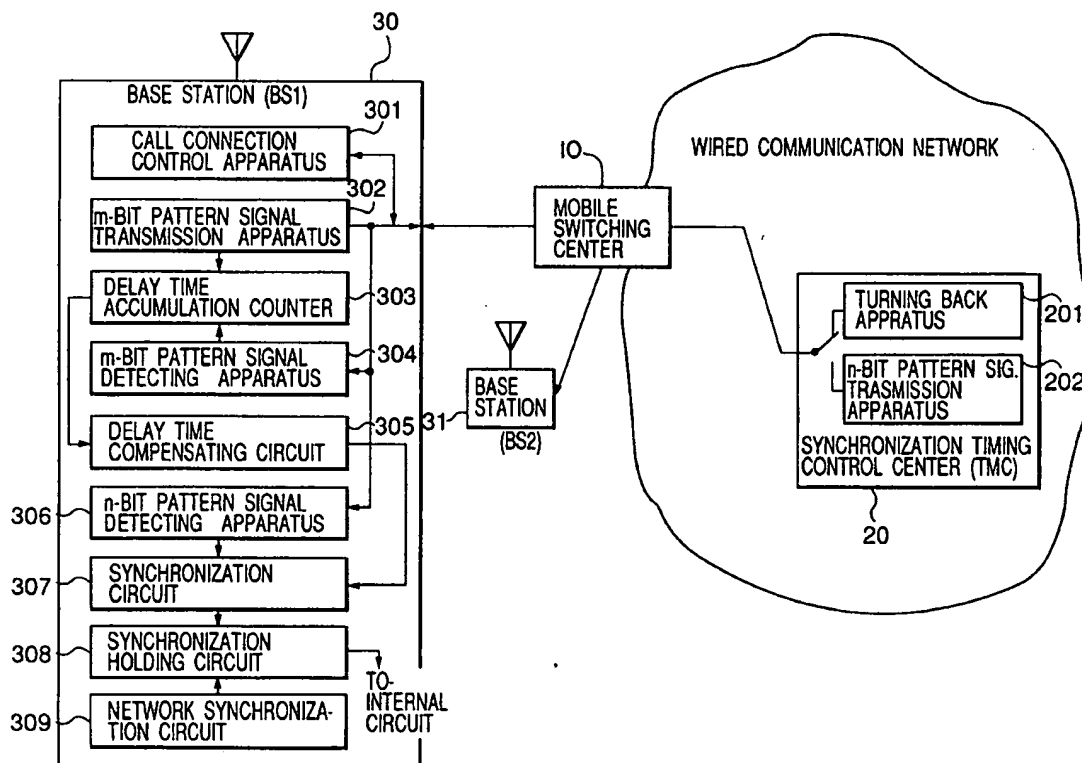 30
BASE STATION (BS1)
301
CALL CONNECTION
CONTROL APPARATUS
302
m-BIT PATTERN SIGNAL
TRANSMISSION APPARATUS
DELAY TIME
ACCUMULATION COUNTER
303
m-BIT PATTERN SIGNAL
DETECTING APPARATUS
304
DELAY TIME
COMPENSATING CIRCUIT
305
306
n-BIT PATTERN SIGNAL
DETECTING APPARATUS
307
SYNCHRONIZATION
CIRCUIT
308
SYNCHRONIZATION
HOLDING CIRCUIT
TO-
INTERNAL
CIRCUIT
309
NETWORK SYNCHRONIZA-
TION CIRCUIT
10
MOBILE
SWITCHING
CENTER
31
BASE
STATION
(BS2)
WIRED COMMUNICATION NETWORK
TURNING BACK
APPRATUS
201
n-BIT PATTERN SIG.
TRASMISSION
APPARATUS
202
SYNCHRONIZATION TIMING
CONTROL CENTER (TMC)
20